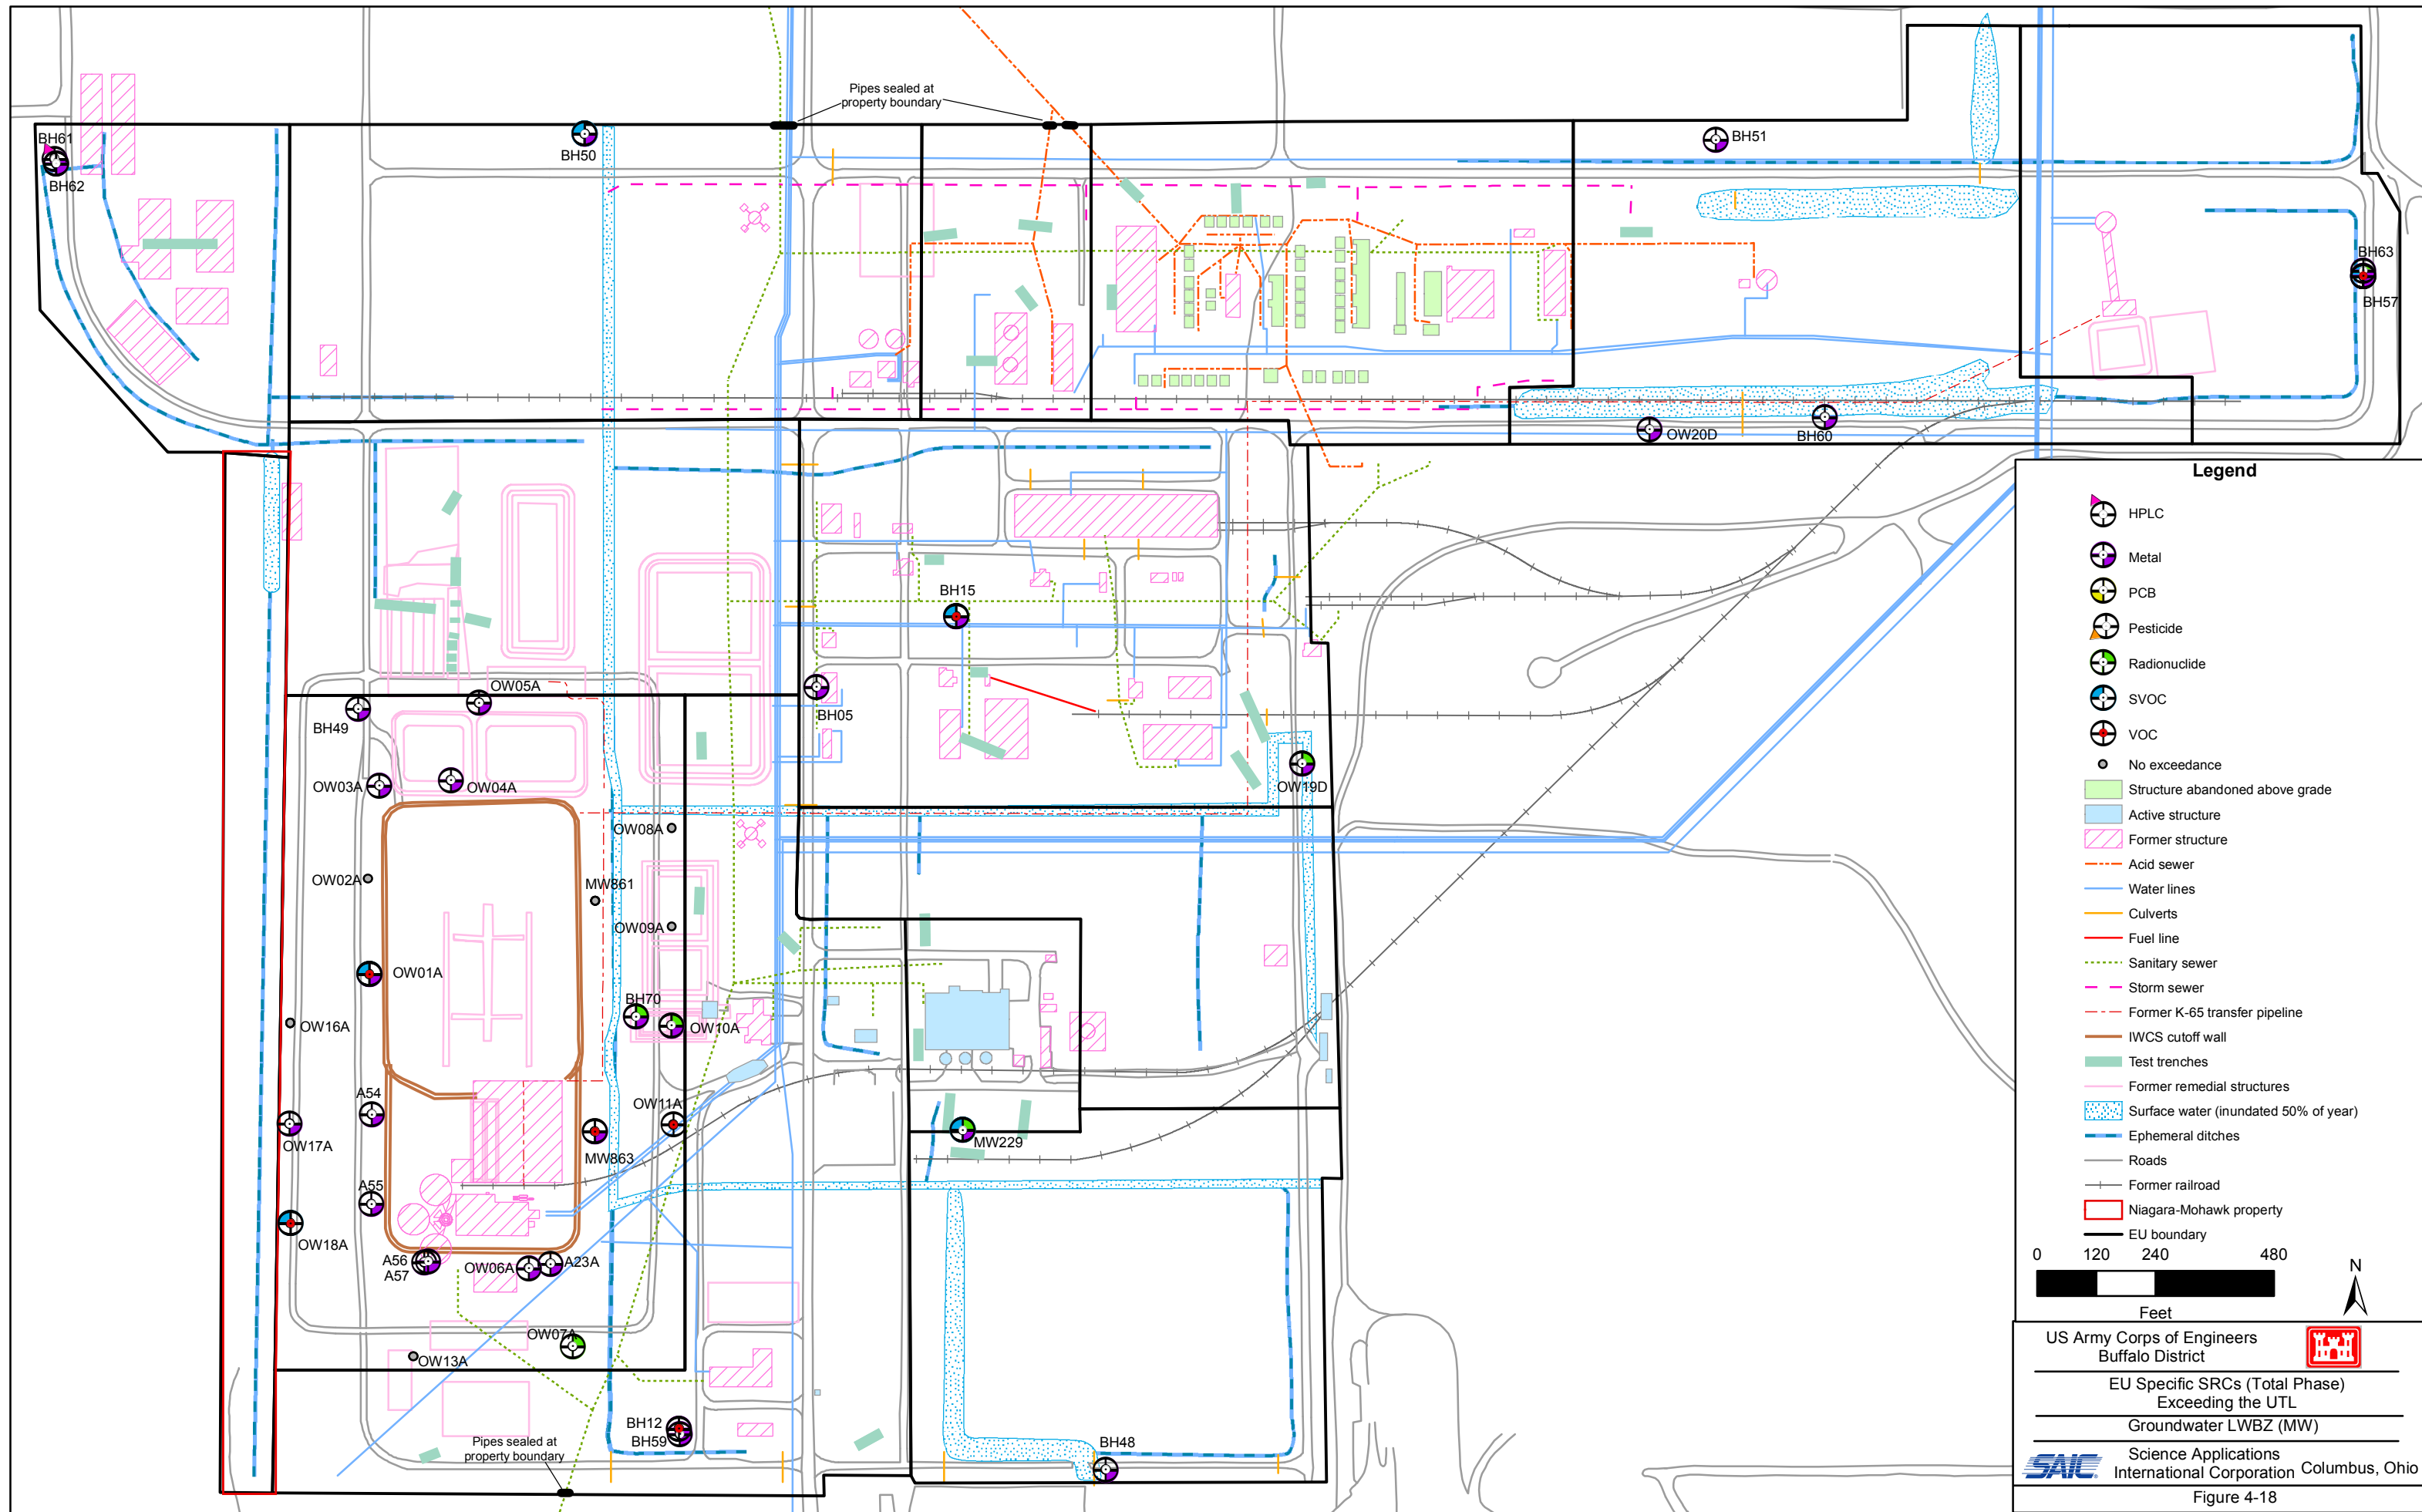 Pipes sealed at
property boundary
BH61
BH62
BH50
BH51
BH63
BH57
OW20D
BH60
BH15
BH05
OW19D
OW05A
BH49
OW03A
OW04A
OW08A
OW02A
MW861
OW09A
OW01A
BH70
OW10A
OW16A
A54
OW17A
OW11A
MW863
MW229
A55
OW18A
A56
A57
OW06A
A23A
OW07A
OW13A
BH12
BH59
BH48
Pipes sealed at
property boundary
Legend
HPLC
Metal
PCB
Pesticide
Radionuclide
SVOC
VOC
No exceedance
Structure abandoned above grade
Active structure
Former structure
Acid sewer
Water lines
Culverts
Fuel line
Sanitary sewer
Storm sewer
Former K-65 transfer pipeline
IWCS cutoff wall
Test trenches
Former remedial structures
Surface water (inundated 50% of year)
Ephemeral ditches
Roads
Former railroad
Niagara-Mohawk property
EU boundary
0 120 240 480
Feet
N
US Army Corps of Engineers
Buffalo District
EU Specific SRCs (Total Phase)
Exceeding the UTL
Groundwater LWBZ (MW)
SAIC
Science Applications
International Corporation Columbus, Ohio
Figure 4-18